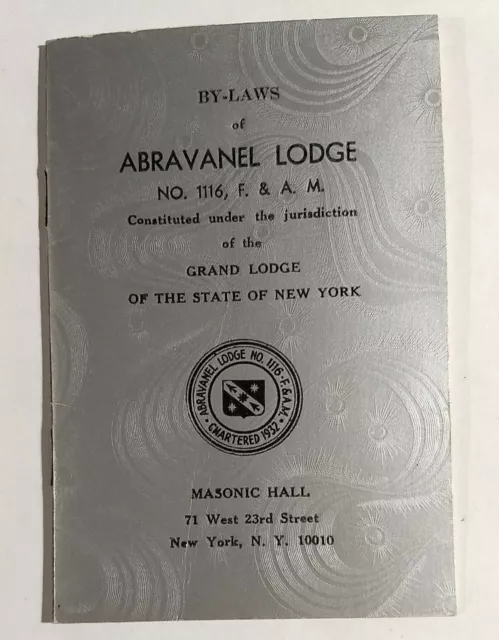 BY-LAWS
of
ABRAVANEL LODGE
NO. 1116, F. & A. M.
Constituted under the jurisdiction
of the
GRAND LODGE
OF THE STATE OF NEW YORK
ABRAVANEL LODGE NO. 1116 - F. & A.M.
CHARTERED 1932
MASONIC HALL
71 West 23rd Street
New York, N. Y. 10010